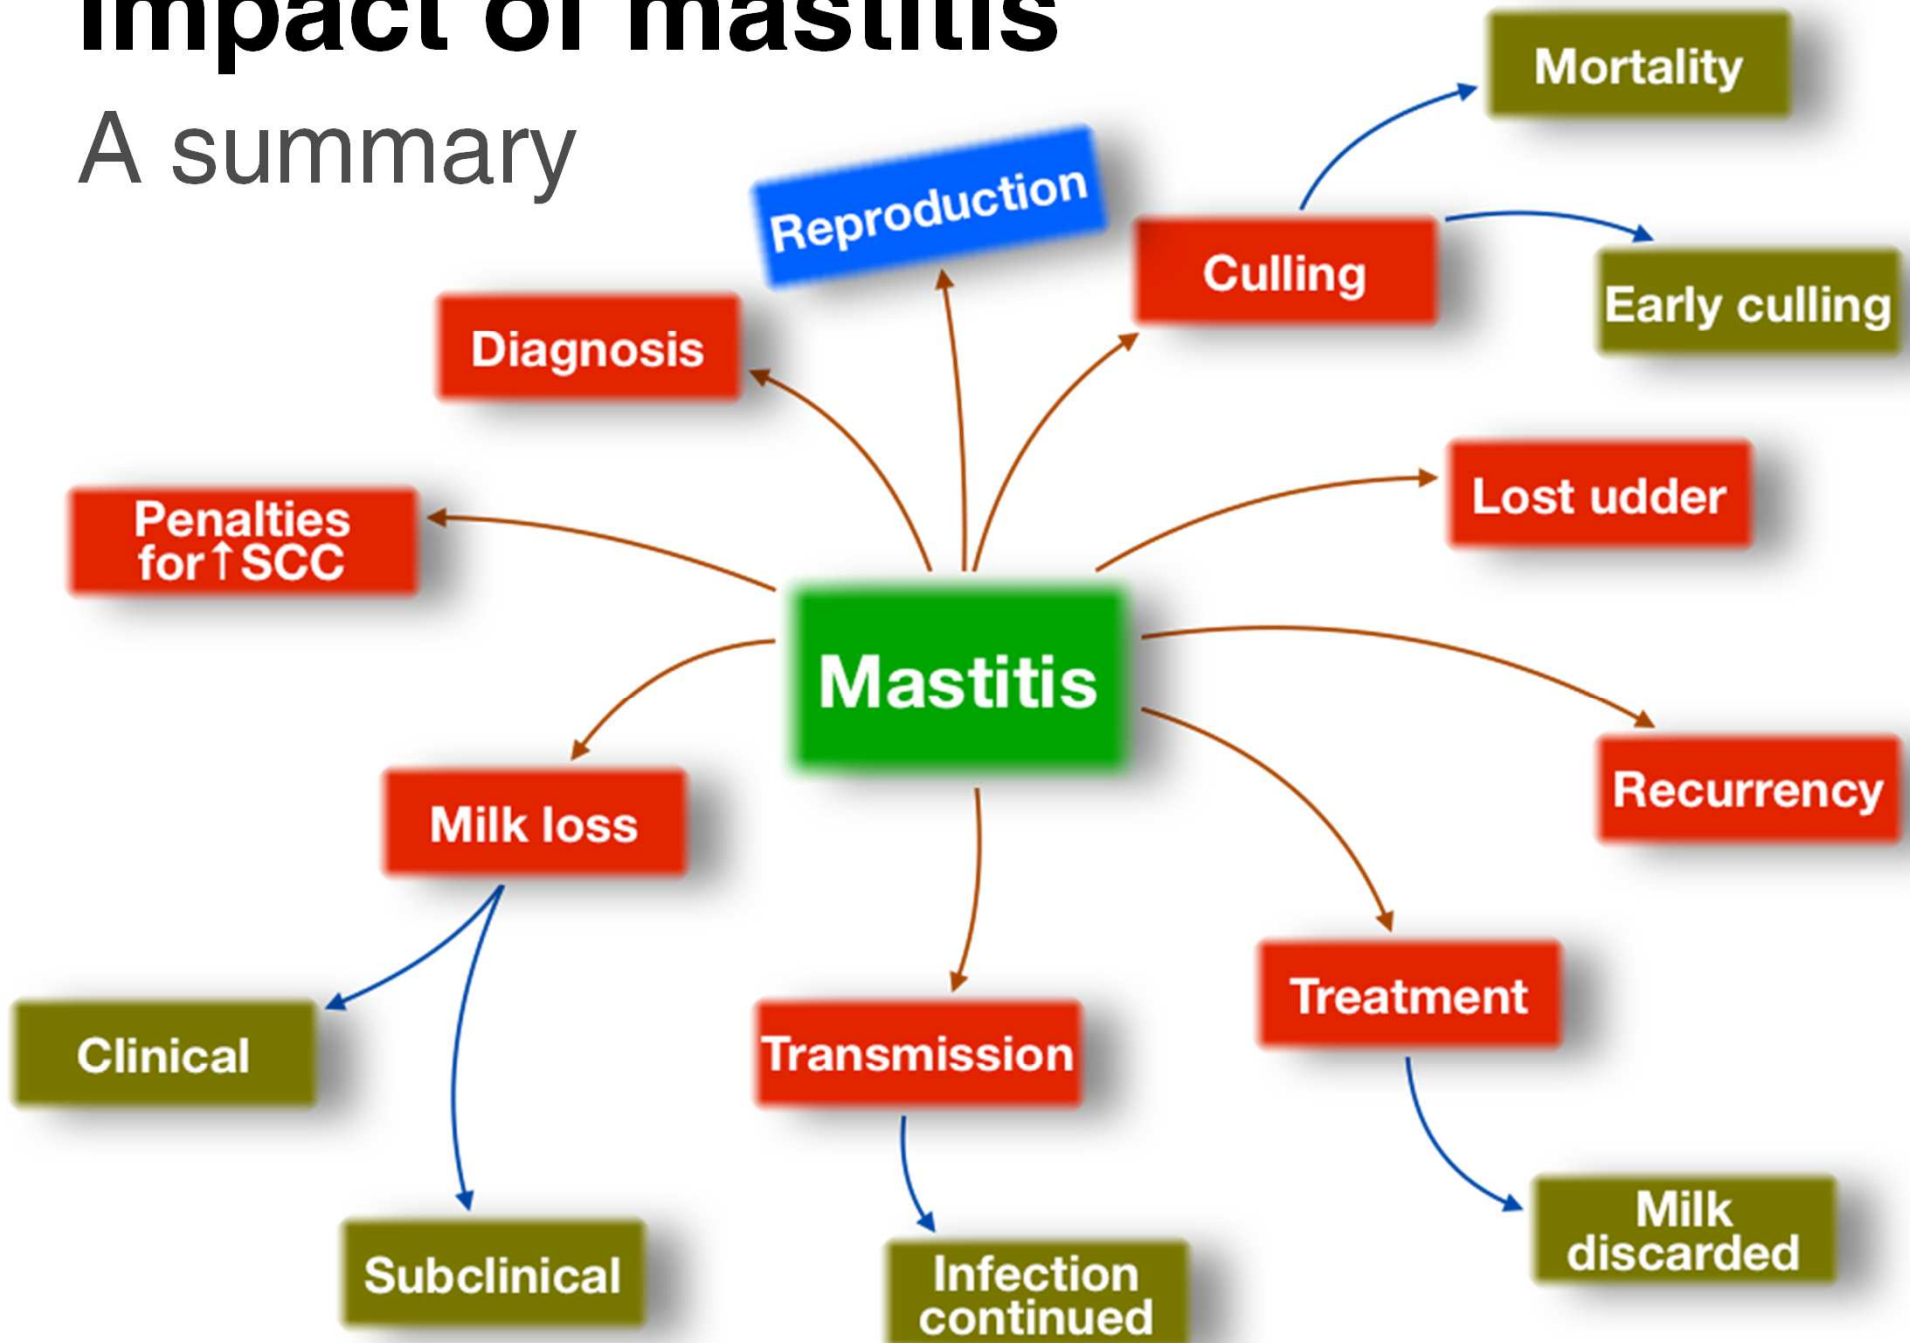 Impact of mastitis
A summary
Mortality
Reproduction
Culling
Early culling
Diagnosis
Lost udder
Penalties
for↑SCC
Mastitis
Recurrency
Milk loss
Treatment
Clinical
Transmission
Milk
discarded
Subclinical
Infection
continued